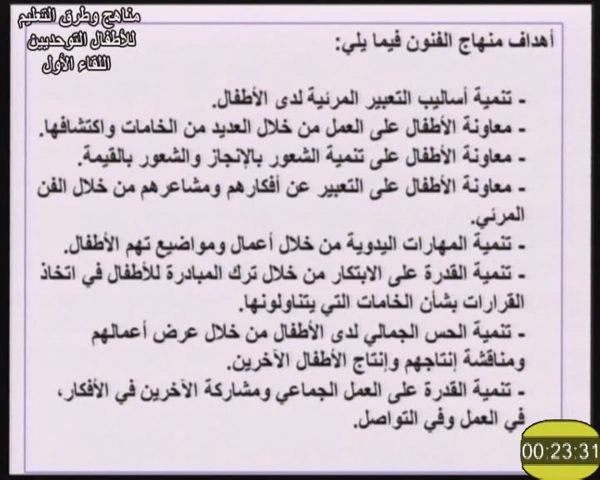 مناهج وطرق التعليم
للأطفال التوحديين
اللقاء الأول
أهداف منهاج الفنون فيما يلي:
- تنمية أساليب التعبير المرئية لدى الأطفال.
- معاونة الأطفال على العمل من خلال العديد من الخامات واكتشافها.
- معاونة الأطفال على تنمية الشعور بالإنجاز والشعور بالقيمة.
- معاونة الأطفال على التعبير عن أفكارهم ومشاعرهم من خلال الفن
المرئي.
- تنمية المهارات اليدوية من خلال أعمال ومواضيع تهم الأطفال.
- تنمية القدرة على الابتكار من خلال ترك المبادرة للأطفال في اتخاذ
القرارات بشأن الخامات التي يتناولونها.
- تنمية الحس الجمالي لدى الأطفال من خلال عرض أعمالهم
ومناقشة إنتاجهم وإنتاج الأطفال الآخرين.
- تنمية القدرة على العمل الجماعي ومشاركة الآخرين في الأفكار،
في العمل وفي التواصل.
00:23:31